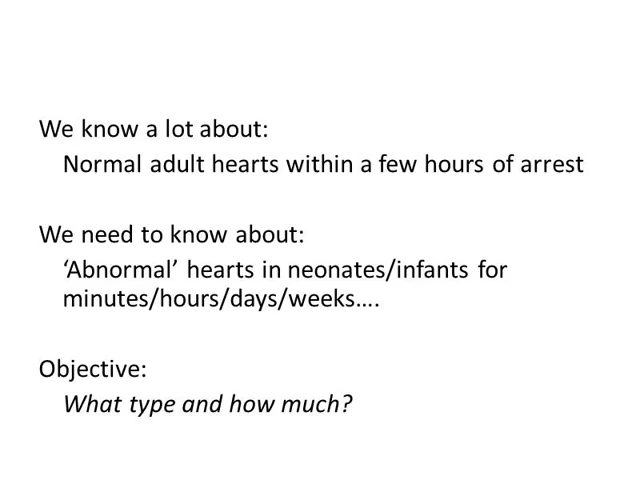 We know a lot about:
Normal adult hearts within a few hours of arrest
We need to know about:
‘Abnormal’ hearts in neonates/infants for
minutes/hours/days/weeks....
Objective:
What type and how much?